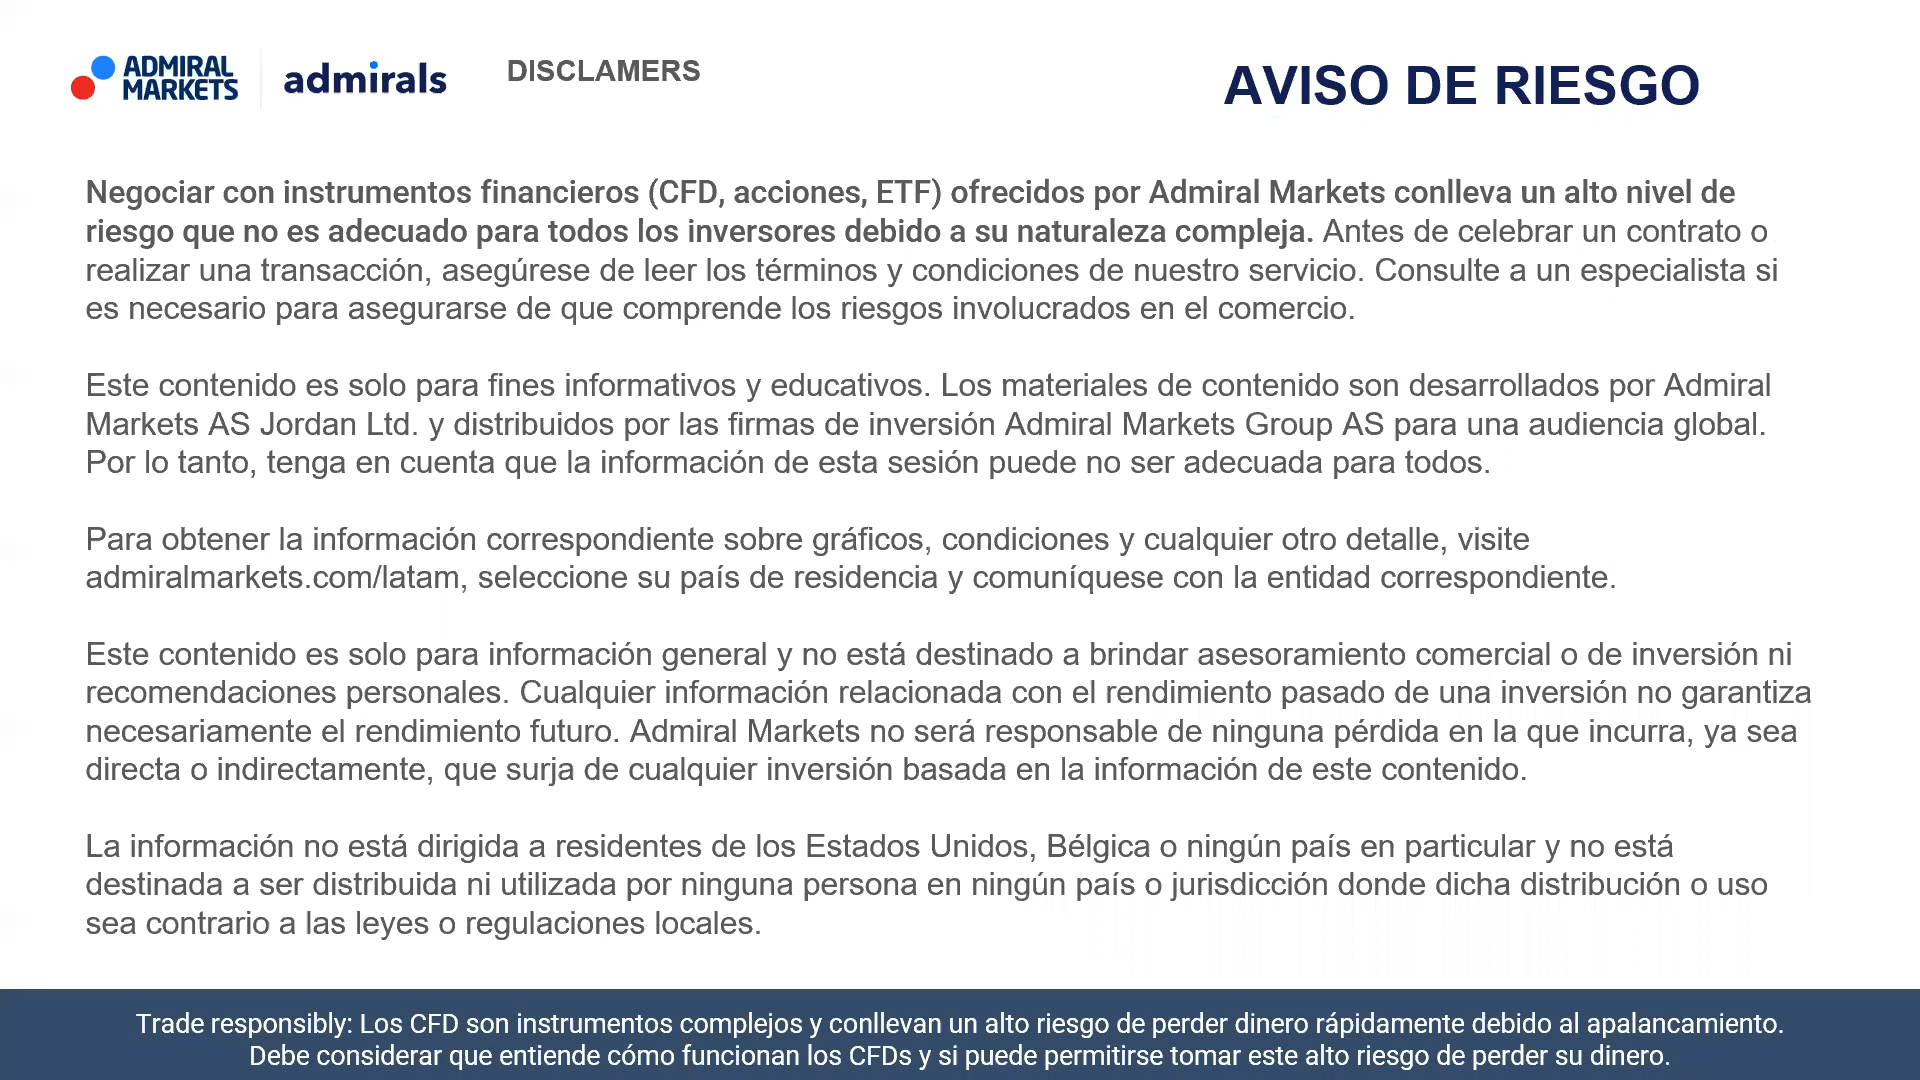 ADMIRAL
MARKETS
admirals
DISCLAMERS
AVISO DE RIESGO
Negociar con instrumentos financieros (CFD, acciones, ETF) ofrecidos por Admiral Markets conlleva un alto nivel de
riesgo que no es adecuado para todos los inversores debido a su naturaleza compleja. Antes de celebrar un contrato o
realizar una transacción, asegúrese de leer los términos y condiciones de nuestro servicio. Consulte a un especialista si
es necesario para asegurarse de que comprende los riesgos involucrados en el comercio.
Este contenido es solo para fines informativos y educativos. Los materiales de contenido son desarrollados por Admiral
Markets AS Jordan Ltd. y distribuidos por las firmas de inversión Admiral Markets Group AS para una audiencia global.
Por lo tanto, tenga en cuenta que la información de esta sesión puede no ser adecuada para todos.
Para obtener la información correspondiente sobre gráficos, condiciones y cualquier otro detalle, visite
admiralmarkets.com/latam, seleccione su país de residencia y comuníquese con la entidad correspondiente.
Este contenido es solo para información general y no está destinado a brindar asesoramiento comercial o de inversión ni
recomendaciones personales. Cualquier información relacionada con el rendimiento pasado de una inversión no garantiza
necesariamente el rendimiento futuro. Admiral Markets no será responsable de ninguna pérdida en la que incurra, ya sea
directa o indirectamente, que surja de cualquier inversión basada en la información de este contenido.
La información no está dirigida a residentes de los Estados Unidos, Bélgica o ningún país en particular y no está
destinada a ser distribuida ni utilizada por ninguna persona en ningún país o jurisdicción donde dicha distribución o uso
sea contrario a las leyes o regulaciones locales.
Trade responsibly: Los CFD son instrumentos complejos y conllevan un alto riesgo de perder dinero rápidamente debido al apalancamiento.
Debe considerar que entiende cómo funcionan los CFDs y si puede permitirse tomar este alto riesgo de perder su dinero.